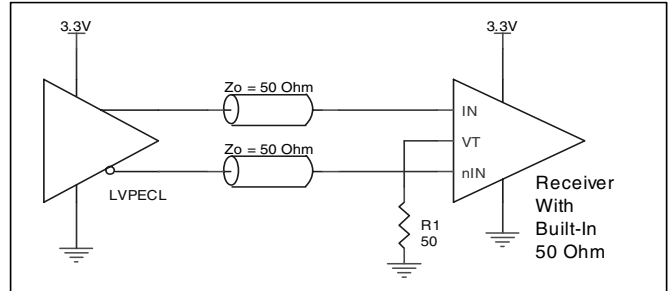 3.3V
3.3V
Zo = 50 Ohm
IN
VT
Zo = 50 Ohm
nIN
LVPECL
R1
50
Receiver
With
Built-In
50 Ohm